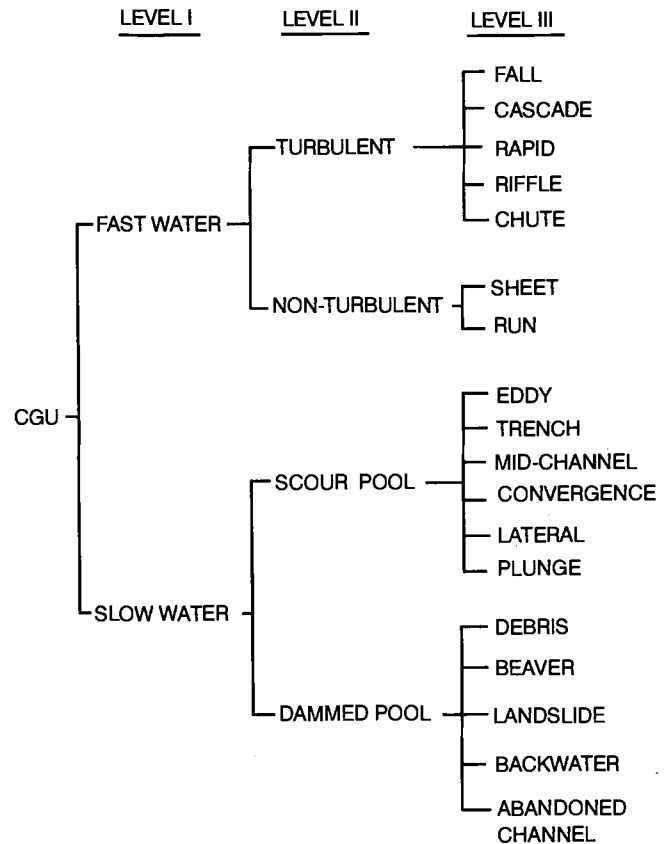 LEVEL I
LEVEL II
LEVEL III
FALL
CASCADE
TURBULENT
RAPID
RIFFLE
CHUTE
FAST WATER
SHEET
NON-TURBULENT
RUN
CGU
EDDY
TRENCH
MID-CHANNEL
SCOUR POOL
CONVERGENCE
LATERAL
PLUNGE
SLOW WATER
DEBRIS
BEAVER
DAMMED POOL
LANDSLIDE
BACKWATER
ABANDONED
CHANNEL